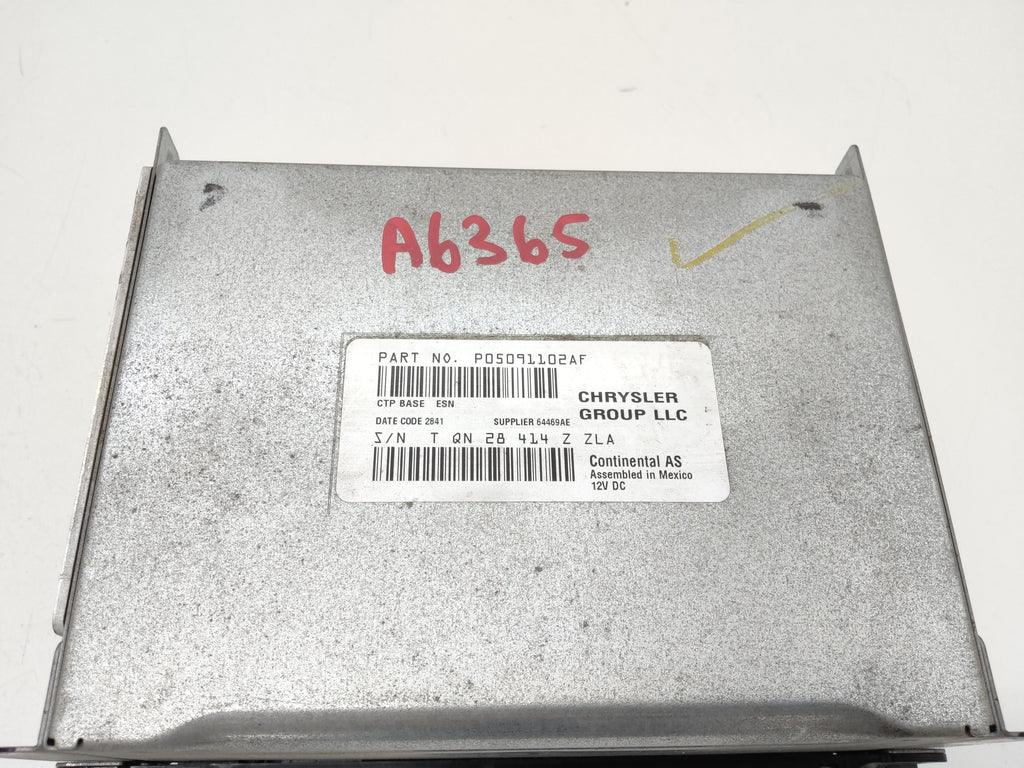 A6365
PART NO. P05091102AF
CTP BASE ESN
CHRYSLER
GROUP LLC
DATE CODE 2841 SUPPLIER 64469AE
S/N T QN 28 414 Z ZLA
Continental AS
Assembled in Mexico
12V DC